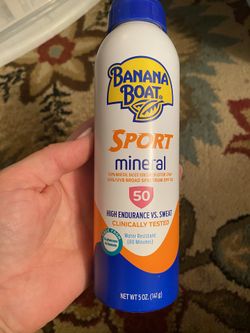 BANANA
BOAT
SPORT
mineral
50
HIGH ENDURANCE VS. SWEAT
CLINICALLY TESTED
Water Resistant
(80 Minutes)
NET WT 5 OZ. (141g)